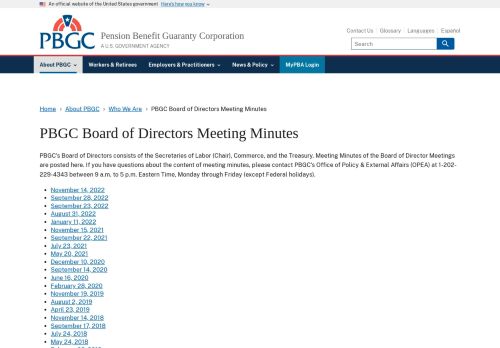 An official website of the United States government Here's how you know
PBGC
Pension Benefit Guaranty Corporation
A U.S. GOVERNMENT AGENCY
Contact Us Glossary Languages Español
Search
About PBGC Workers & Retirees Employers & Practitioners News & Policy MyPBA Login
Home › About PBGC › Who We Are › PBGC Board of Directors Meeting Minutes
PBGC Board of Directors Meeting Minutes
PBGC's Board of Directors consists of the Secretaries of Labor (Chair), Commerce, and the Treasury. Meeting Minutes of the Board of Director Meetings
are posted here. If you have questions about the content of meeting minutes, please contact PBGC's Office of Policy & External Affairs (OPEA) at 1-202-
229-4343 between 9 a.m. to 5 p.m. Eastern Time, Monday through Friday (except Federal holidays).
November 14, 2022
September 28, 2022
September 23, 2022
August 31, 2022
January 11, 2022
November 15, 2021
September 22, 2021
July 23, 2021
May 20, 2021
December 10, 2020
September 14, 2020
June 16, 2020
February 28, 2020
November 19, 2019
August 2, 2019
April 23, 2019
November 14, 2018
September 17, 2018
July 24, 2018
May 24, 2018